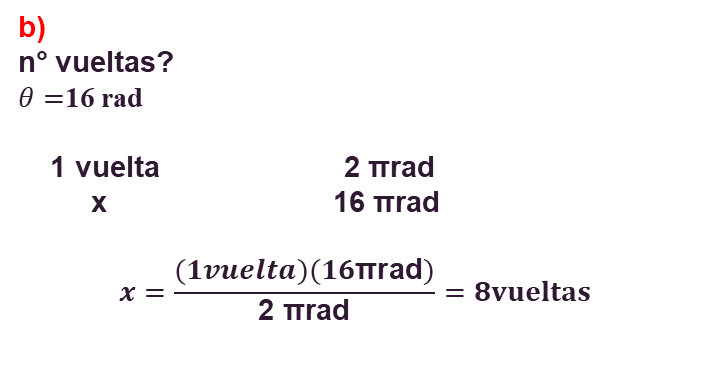 b)
n° vueltas?
θ =16 rad
1 vuelta 2 πrad
x 16 πrad
x = (1vuelta)(16πrad) / 2 πrad = 8vueltas